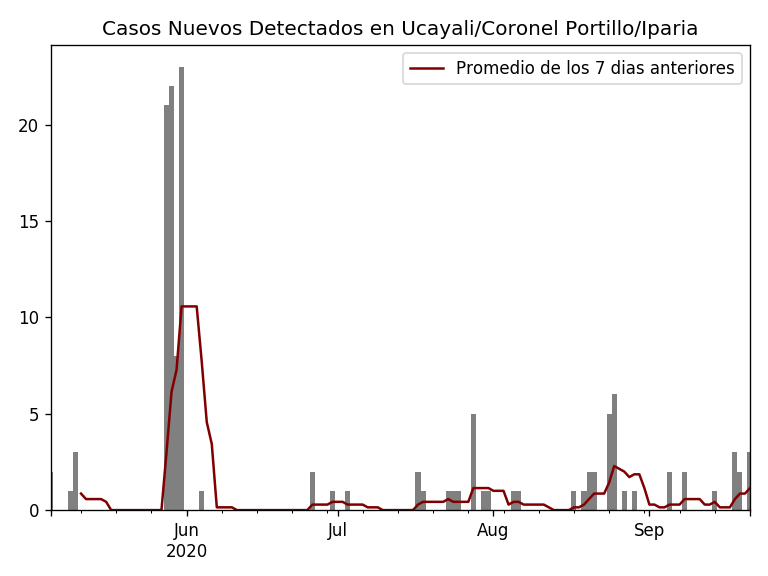 Casos Nuevos Detectados en Ucayali/Coronel Portillo/Iparia
Promedio de los 7 dias anteriores
20
15
10
5
0
Jun
2020
Jul
Aug
Sep